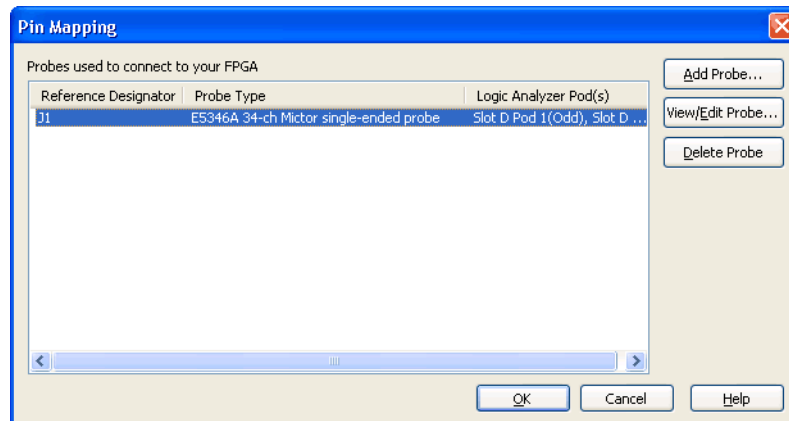 Pin Mapping
Probes used to connect to your FPGA
Add Probe...
Reference Designator Probe Type Logic Analyzer Pod(s)
View/Edit Probe...
J1 E5346A 34-ch Mictor single-ended probe Slot D Pod 1(Odd), Slot D ...
Delete Probe
OK Cancel Help